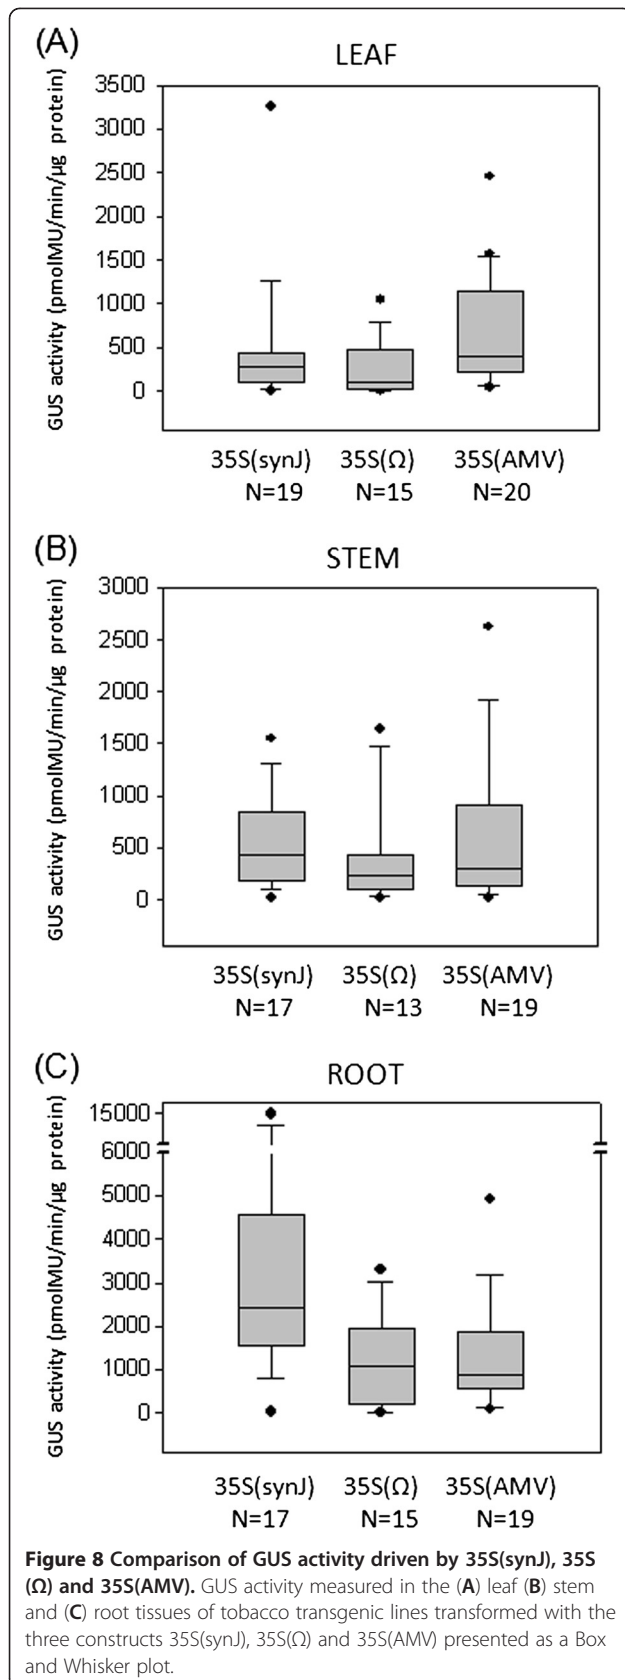 (A)
LEAF
GUS activity (pmolMU/min/µg protein)
3500
3000
2500
2000
1500
1000
500
0
35S(synJ) 35S(Ω) 35S(AMV)
N=19 N=15 N=20
(B)
STEM
GUS activity (pmolMU/min/µg protein)
3000
2500
2000
1500
1000
500
0
35S(synJ) 35S(Ω) 35S(AMV)
N=17 N=13 N=19
(C)
ROOT
GUS activity (pmolMU/min/µg protein)
15000
6000
5000
4000
3000
2000
1000
0
35S(synJ) 35S(Ω) 35S(AMV)
N=17 N=15 N=19
Figure 8 Comparison of GUS activity driven by 35S(synJ), 35S
(Ω) and 35S(AMV). GUS activity measured in the (A) leaf (B) stem
and (C) root tissues of tobacco transgenic lines transformed with the
three constructs 35S(synJ), 35S(Ω) and 35S(AMV) presented as a Box
and Whisker plot.